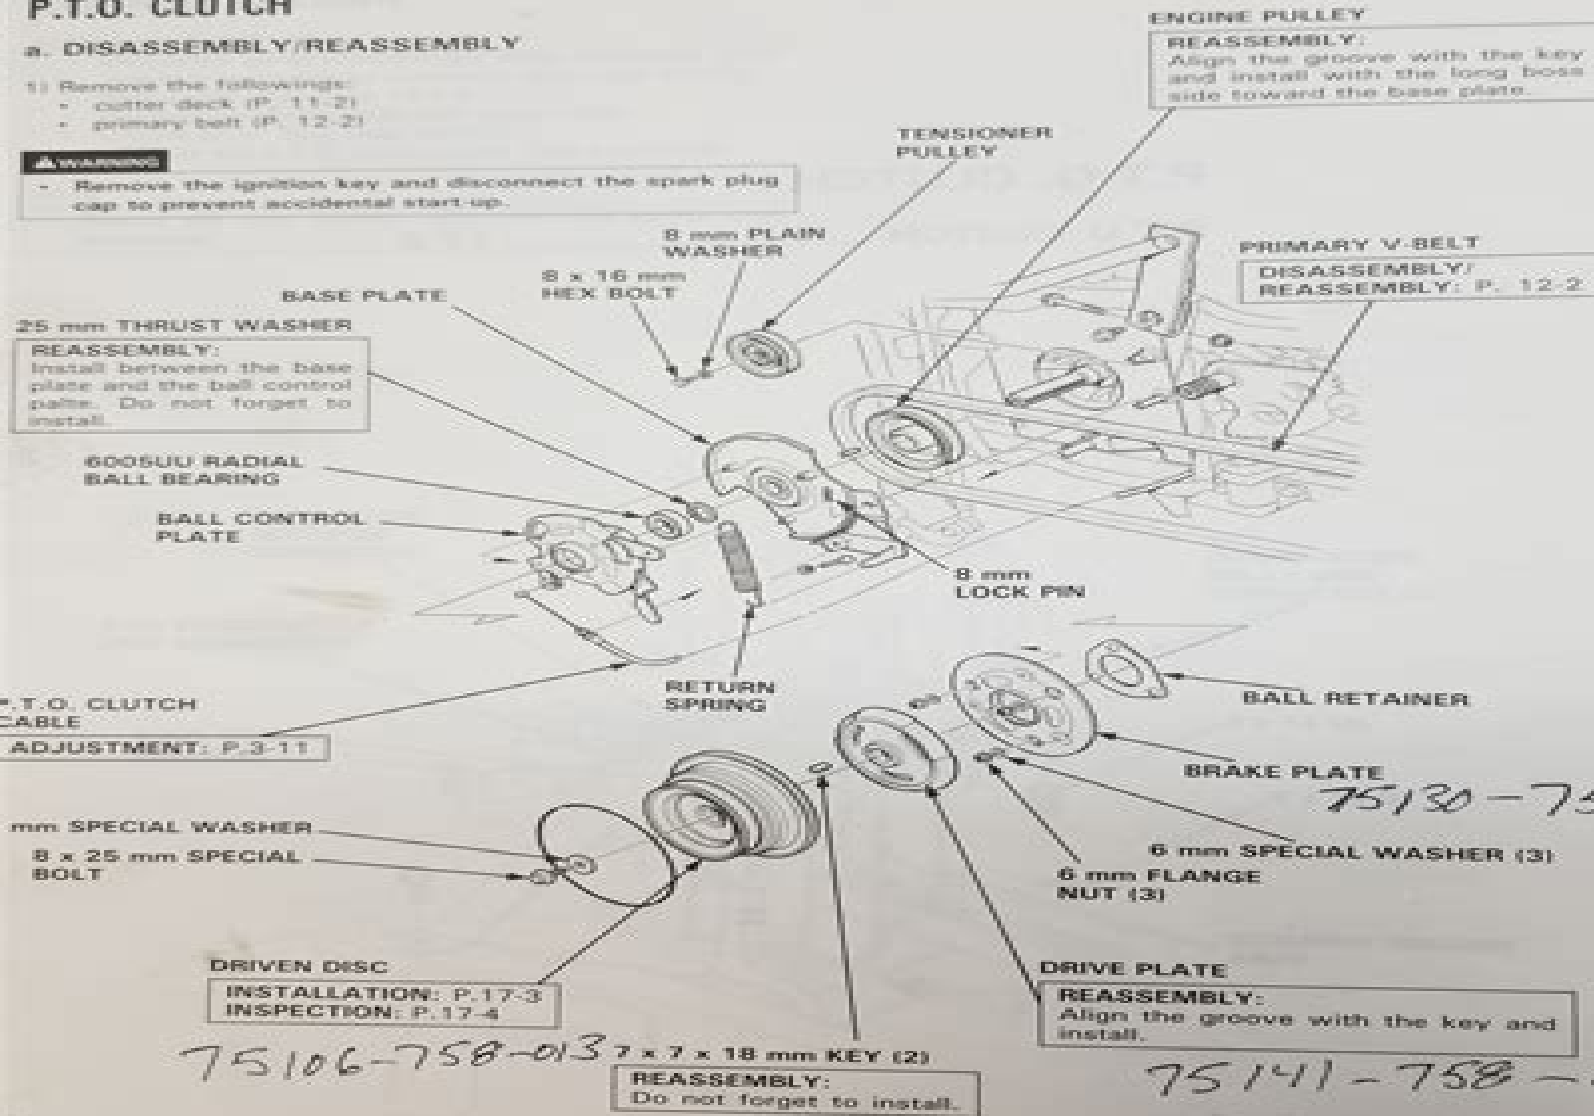 P.T.O. CLUTCH
a. DISASSEMBLY/REASSEMBLY
1) Remove the followings:
• cutter deck (P. 11-2)
• primary belt (P. 12-2)
WARNING
- Remove the ignition key and disconnect the spark plug
cap to prevent accidental start-up.
ENGINE PULLEY
REASSEMBLY:
Align the groove with the key
and install with the long boss
side toward the base plate.
TENSIONER
PULLEY
8 mm PLAIN
WASHER
8 x 16 mm
HEX BOLT
PRIMARY V-BELT
DISASSEMBLY/
REASSEMBLY: P. 12-2
BASE PLATE
25 mm THRUST WASHER
REASSEMBLY:
Install between the base
plate and the ball control
palte. Do not forget to
install.
6005UU RADIAL
BALL BEARING
BALL CONTROL
PLATE
8 mm
LOCK PIN
RETURN
SPRING
P.T.O. CLUTCH
CABLE
ADJUSTMENT: P.3-11
BALL RETAINER
BRAKE PLATE
75130-75
mm SPECIAL WASHER
8 x 25 mm SPECIAL
BOLT
6 mm SPECIAL WASHER (3)
6 mm FLANGE
NUT (3)
DRIVEN DISC
INSTALLATION: P.17-3
INSPECTION: P.17-4
75106-758-013
7 x 7 x 18 mm KEY (2)
REASSEMBLY:
Do not forget to install.
DRIVE PLATE
REASSEMBLY:
Align the groove with the key and
install.
75141-758-